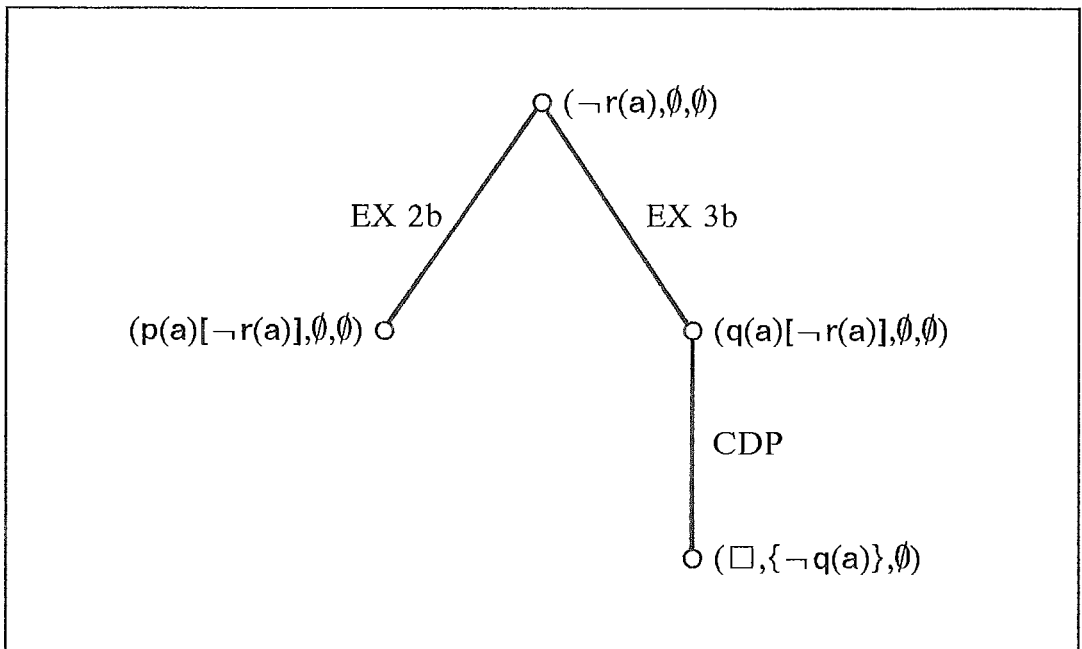 (¬r(a),∅,∅)
EX 2b EX 3b
(p(a)[¬r(a)],∅,∅) (q(a)[¬r(a)],∅,∅)
CDP
(□,{¬q(a)},∅)